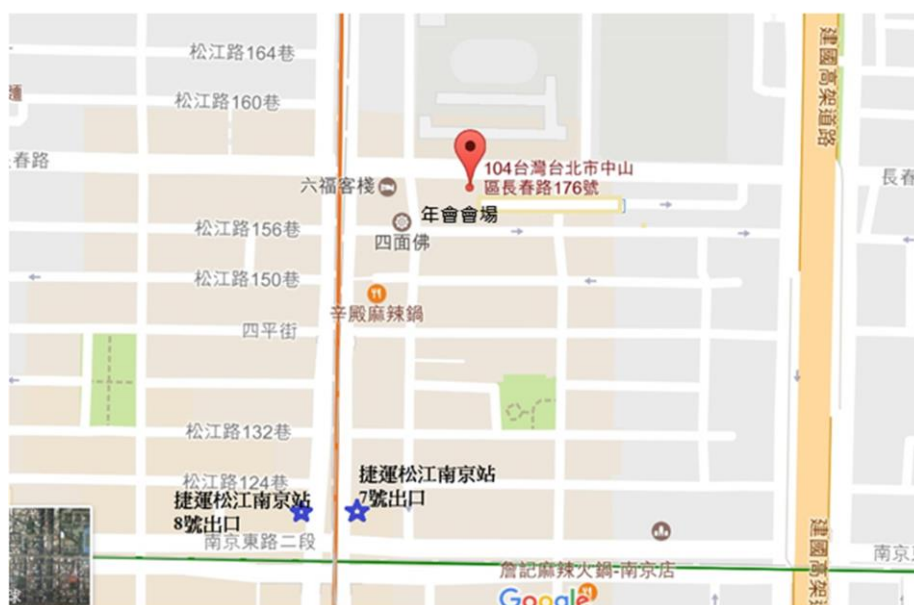 松江路164巷
建國高架道路
松江路160巷
春路
104台灣台北市中山
區長春路176號
長春
六福客棧
年會會場
松江路156巷
四面佛
松江路150巷
辛殿麻辣鍋
四平街
松江路132巷
松江路124巷
捷運松江南京站
7號出口
捷運松江南京站
8號出口
南京東路二段
建國高架道
南京
詹記麻辣火鍋-南京店
Google